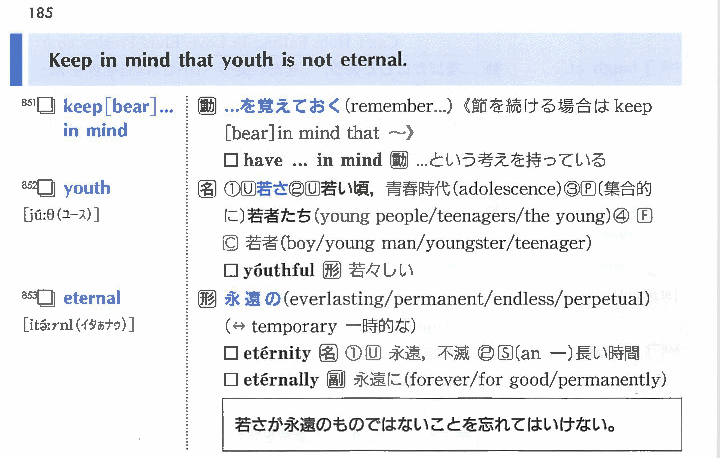 185
Keep in mind that youth is not eternal.
851 □ keep[bear]... in mind
動 …を覚えておく(remember...)《節を続ける場合は keep
[bear]in mind that ～》
□ have ... in mind 動 …という考えを持っている
852 □ youth
[júːθ(ユース)]
名 ①Ⓤ若さ②Ⓤ若い頃, 青春時代(adolescence)③Ⓟ(集合的
に)若者たち(young people/teenagers/the young)④ Ⓕ
Ⓒ 若者(boy/young man/youngster/teenager)
□ yóuthful 形 若々しい
853 □ eternal
形 永遠の(everlasting/permanent/endless/perpetual)
(⇔ temporary 一時的な)
□ etérnity 名 ①Ⓤ 永遠, 不滅 ②Ⓢ(an —)長い時間
□ etérnally 副 永遠に(forever/for good/permanently)
若さが永遠のものではないことを忘れてはいけない。